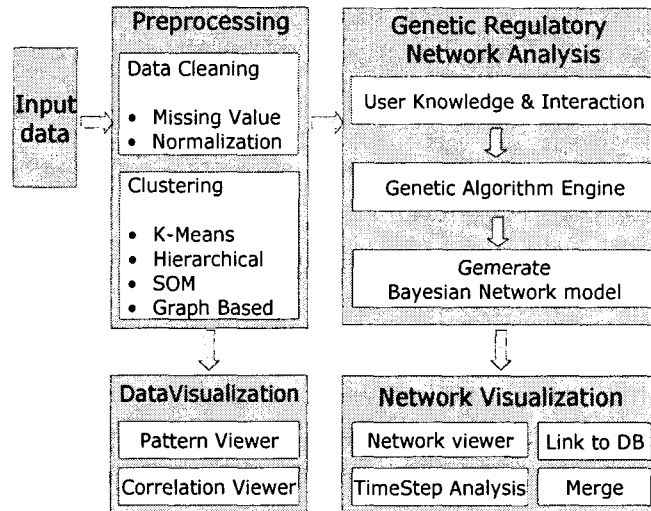 Input
data
Preprocessing
Data Cleaning
• Missing Value
• Normalization
Clustering
• K-Means
• Hierarchical
• SOM
• Graph Based
Genetic Regulatory
Network Analysis
User Knowledge & Interaction
Genetic Algorithm Engine
Gemerate
Bayesian Network model
DataVisualization
Pattern Viewer
Correlation Viewer
Network Visualization
Network viewer
Link to DB
TimeStep Analysis
Merge